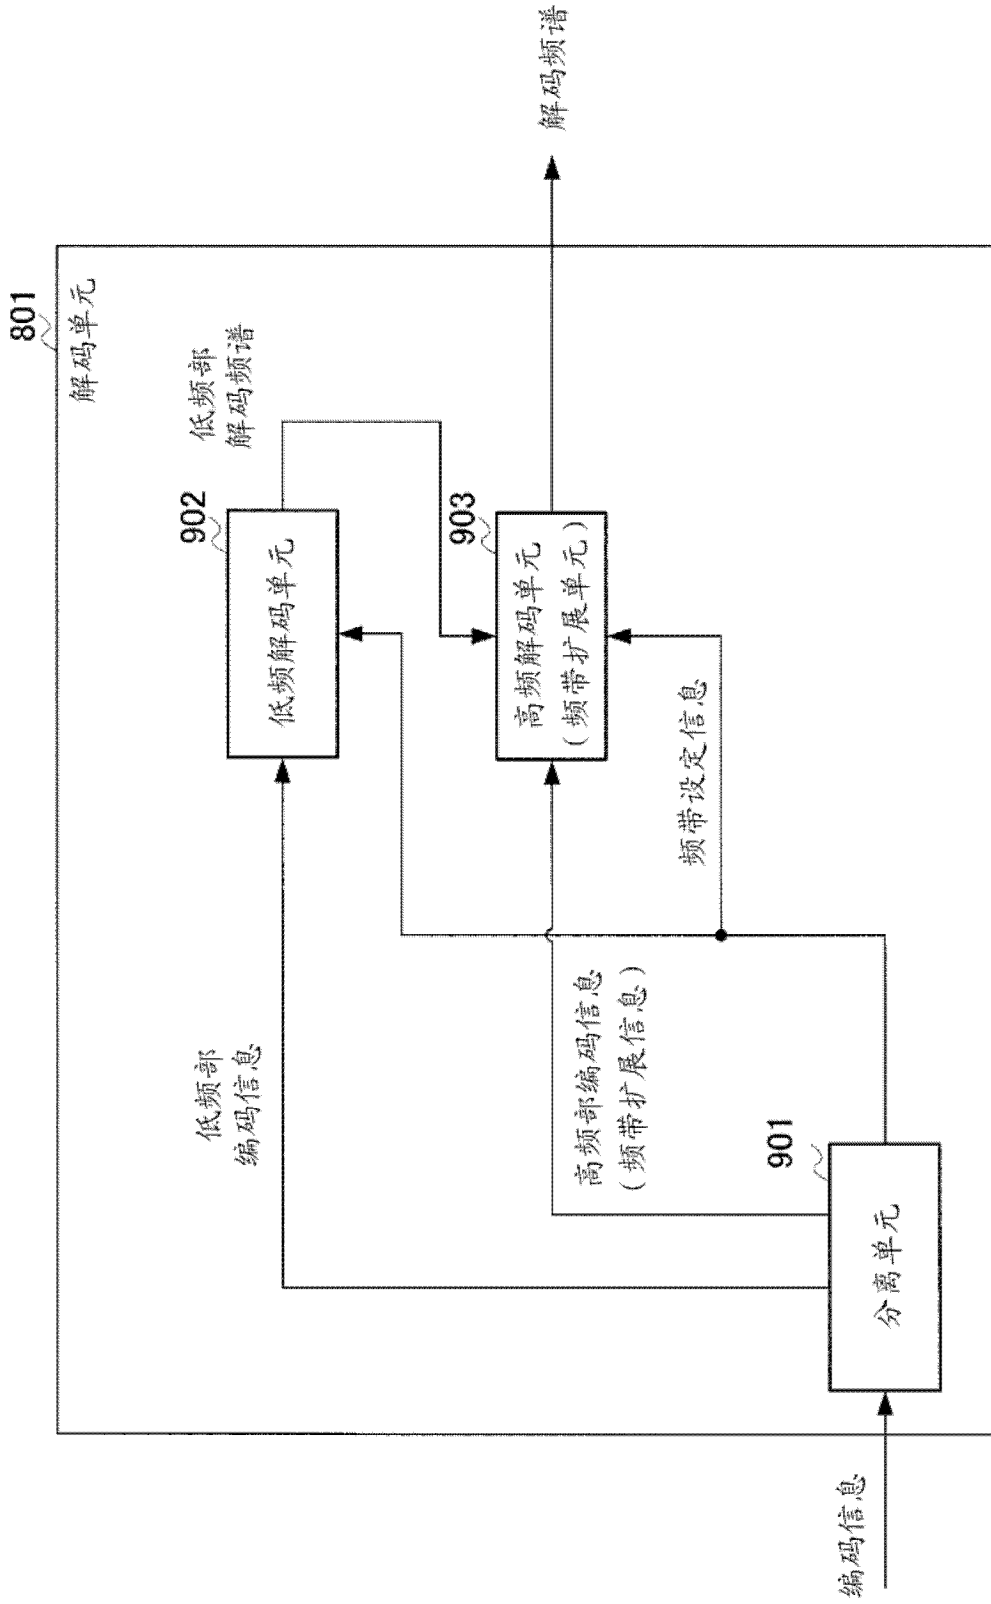 801
解码单元
902
低频解码单元
低频部
解码频谱
低频部
编码信息
903
高频解码单元
(频带扩展单元)
解码频谱
高频部编码信息
(频带扩展信息)
频带设定信息
901
分离单元
编码信息